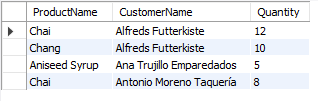 ProductName CustomerName Quantity
Chai Alfreds Futterkiste 12
Chang Alfreds Futterkiste 10
Aniseed Syrup Ana Trujillo Emparedados 5
Chai Antonio Moreno Taquería 8